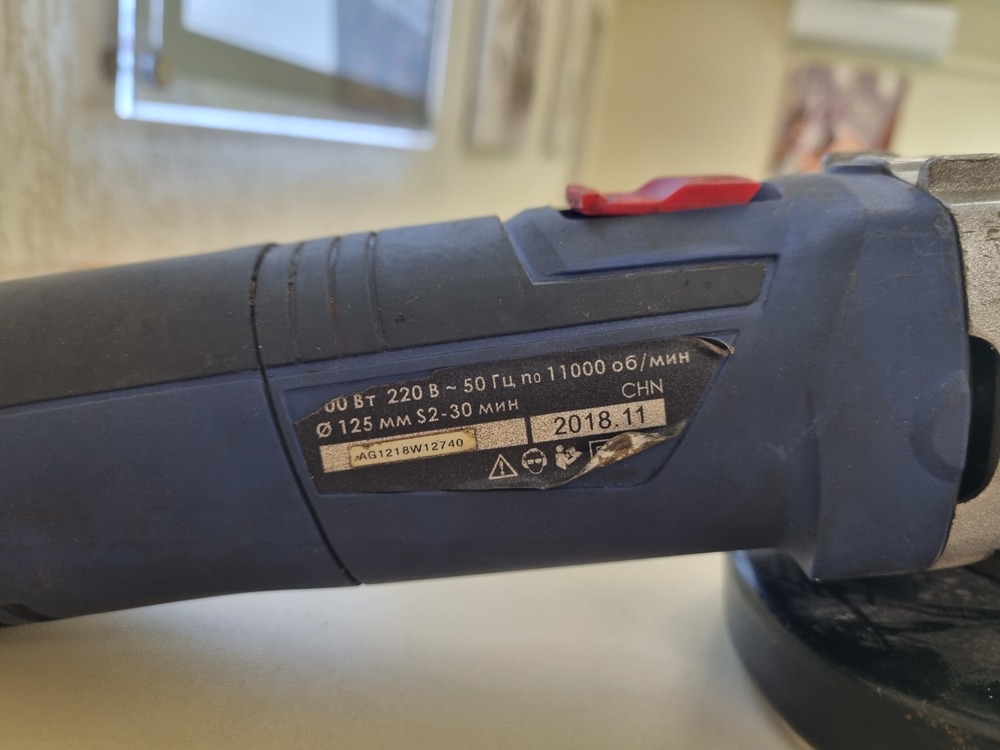 00 Вт 220 В ~ 50 Гц n₀ 11000 об/мин
Ø 125 мм S2-30 мин CHN
AG1218W12740 2018.11